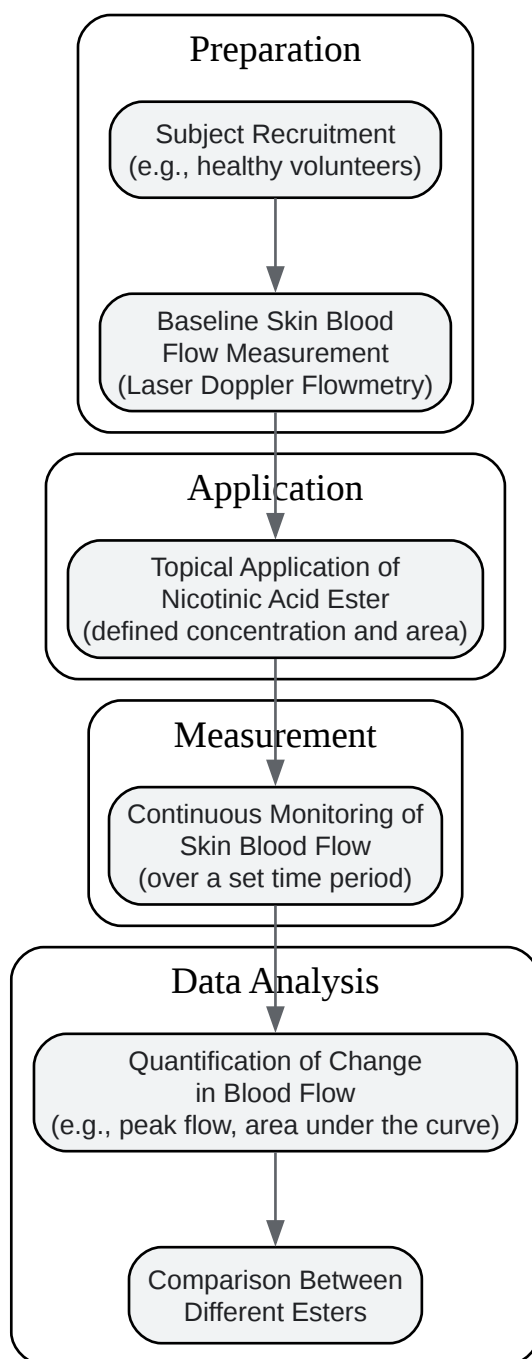 Preparation
Subject Recruitment
(e.g., healthy volunteers)
Baseline Skin Blood
Flow Measurement
(Laser Doppler Flowmetry)
Application
Topical Application of
Nicotinic Acid Ester
(defined concentration and area)
Measurement
Continuous Monitoring of
Skin Blood Flow
(over a set time period)
Data Analysis
Quantification of Change
in Blood Flow
(e.g., peak flow, area under the curve)
Comparison Between
Different Esters